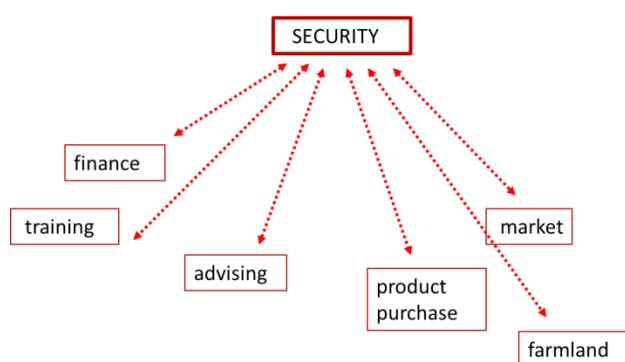 SECURITY
finance
training
market
advising
product
purchase
farmland